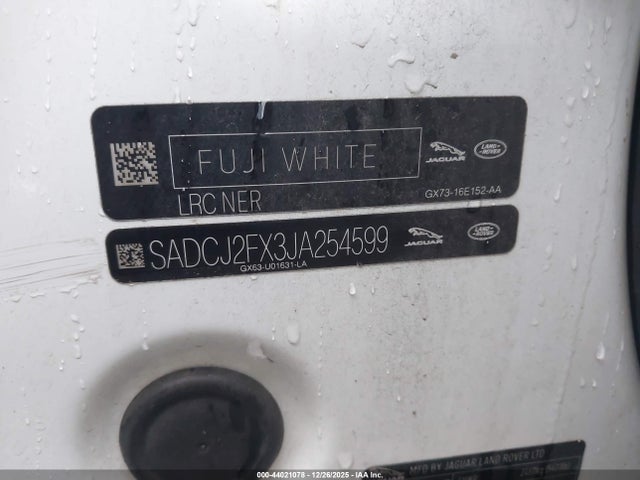 FUJI WHITE
JAGUAR
LAND ROVER
LRC NER
GX73-16E152-AA
SADCJ2FX3JA254599
JAGUAR
LAND ROVER
GX63-U01631-LA
MFD BY JAGUAR LAND ROVER LTD
000-44021078 - 12/26/2025 - IAA Inc.